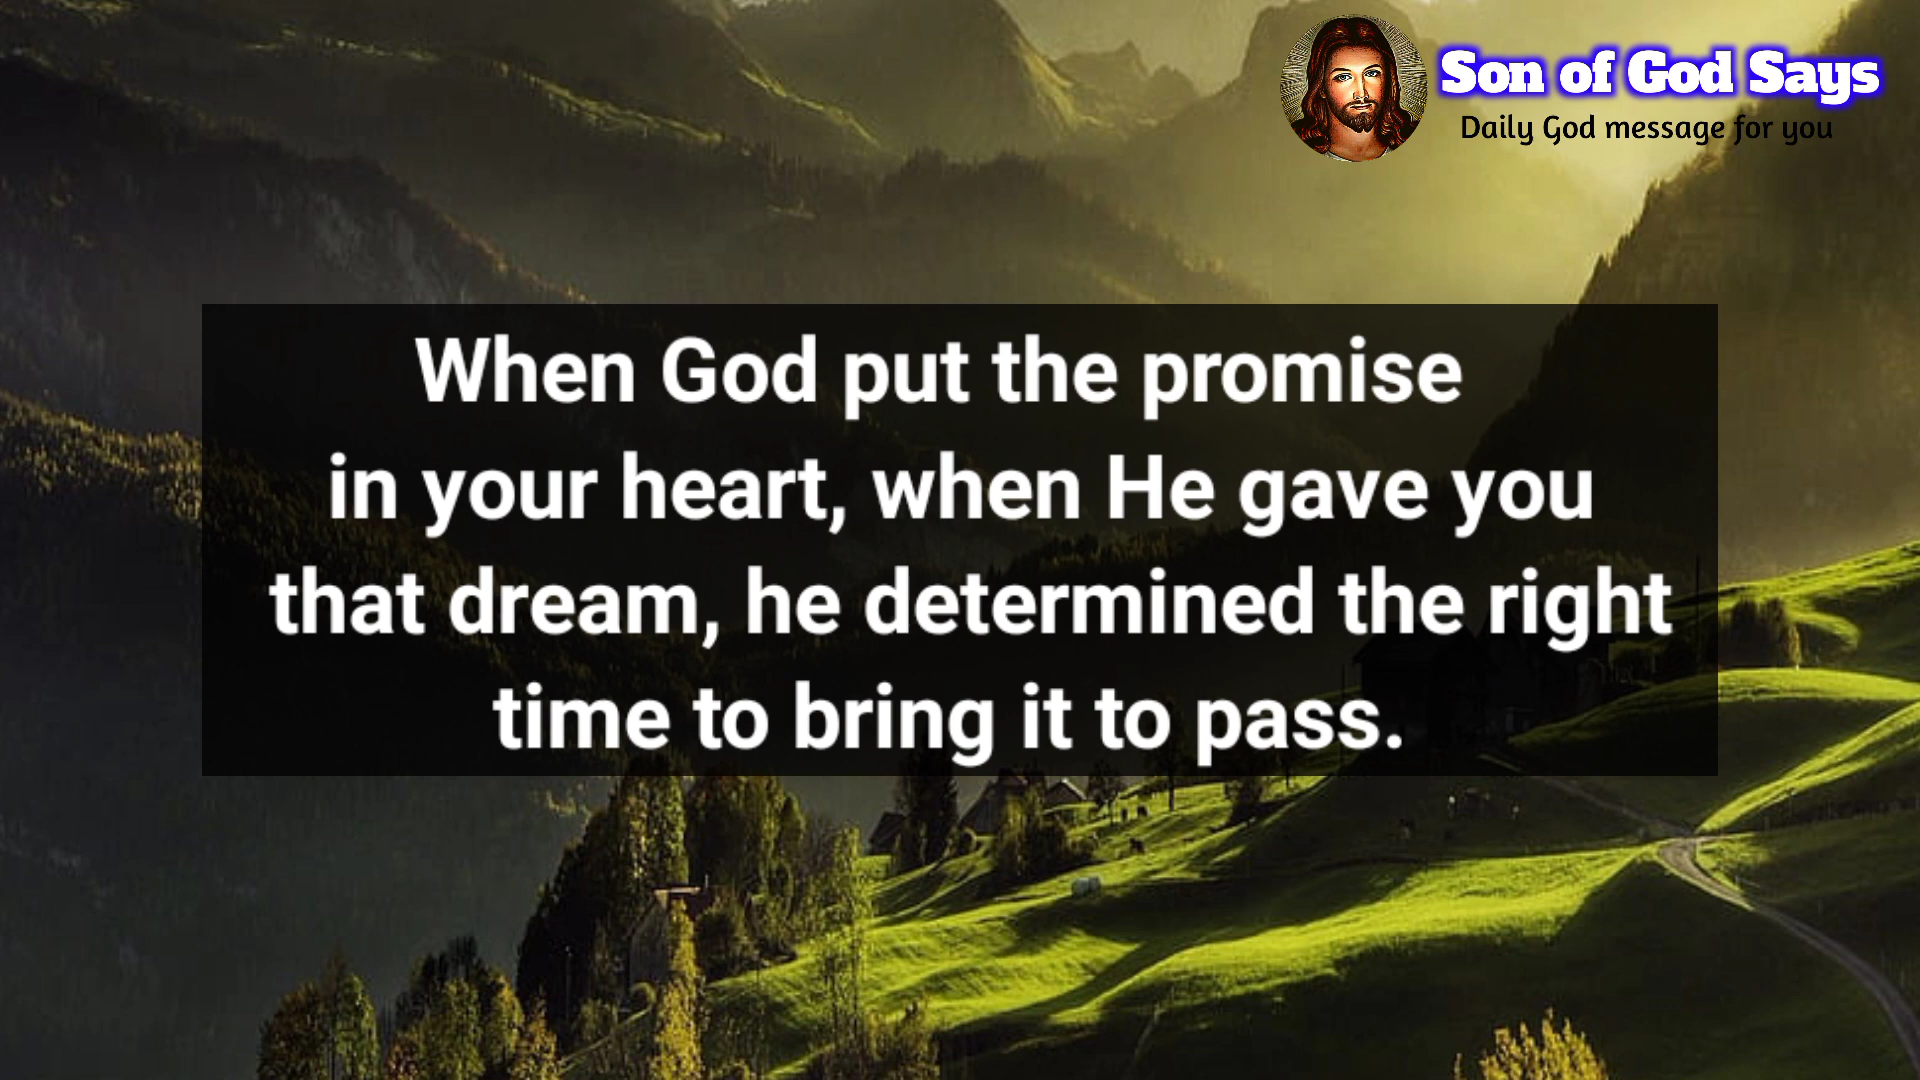 Son of God Says
Daily God message for you
When God put the promise
in your heart, when He gave you
that dream, he determined the right
time to bring it to pass.